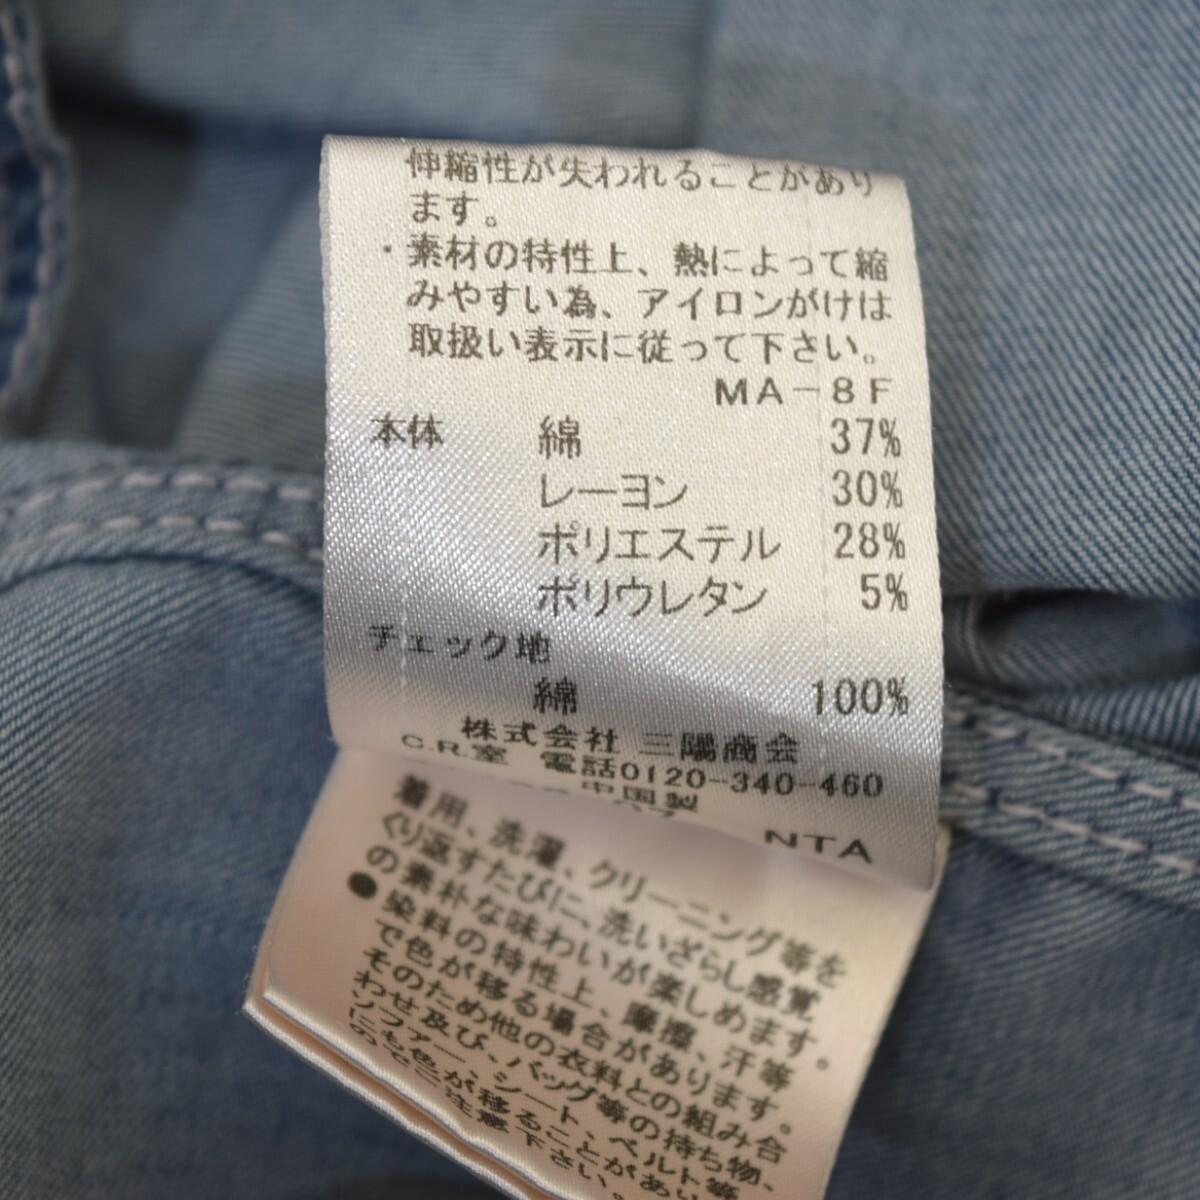 伸縮性が失われることがあり
ます。
・素材の特性上、熱によって縮
みやすい為、アイロンがけは
取扱い表示に従って下さい。
MA-8F
本体 綿 37%
レーヨン 30%
ポリエステル 28%
ポリウレタン 5%
チェック地
綿 100%
株式会社 三陽商会
C.R.室 電話0120-340-460
中国製
NTA
着用、洗濯、クリーニング等を
くり返すたびに、洗いざらし感覚
の素朴な味わいが楽しめます。
●染料の特性上、摩擦、汗等
で色が移る場合があります。
そのため他の衣料との組み合
わせ及び、バッグ等の持ち物、
ソファー、シート、ベルト等
にも色が移ることがあり
のでご注意下さい。